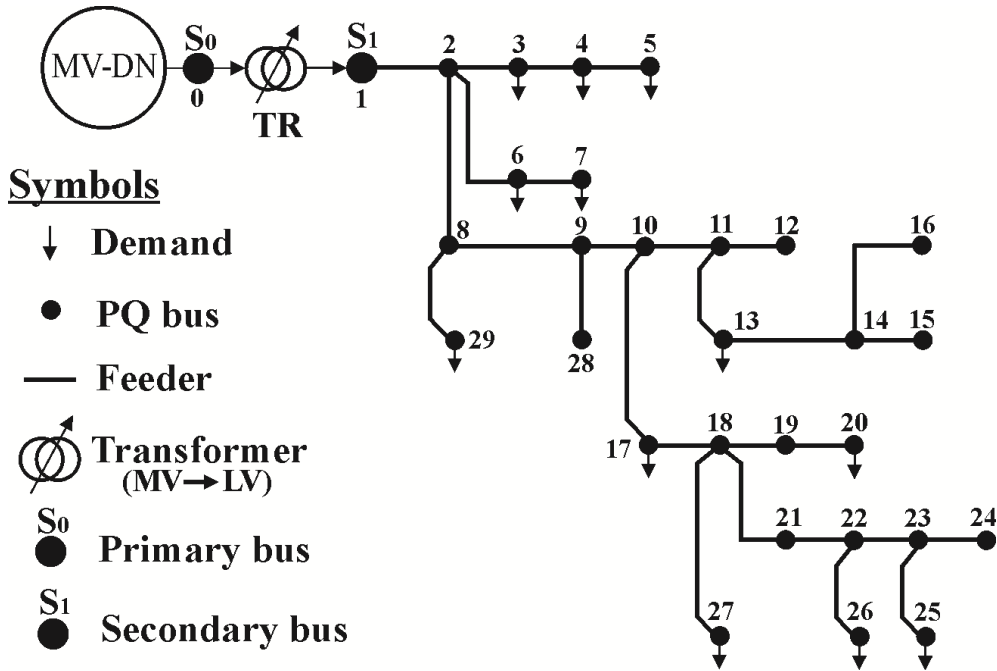 MV-DN
S0
0
TR
S1
1
2
3
4
5
6
7
8
9
10
11
12
16
29
28
13
14
15
17
18
19
20
21
22
23
24
27
26
25
Symbols
Demand
PQ bus
Feeder
Transformer
(MV→LV)
S0
Primary bus
S1
Secondary bus